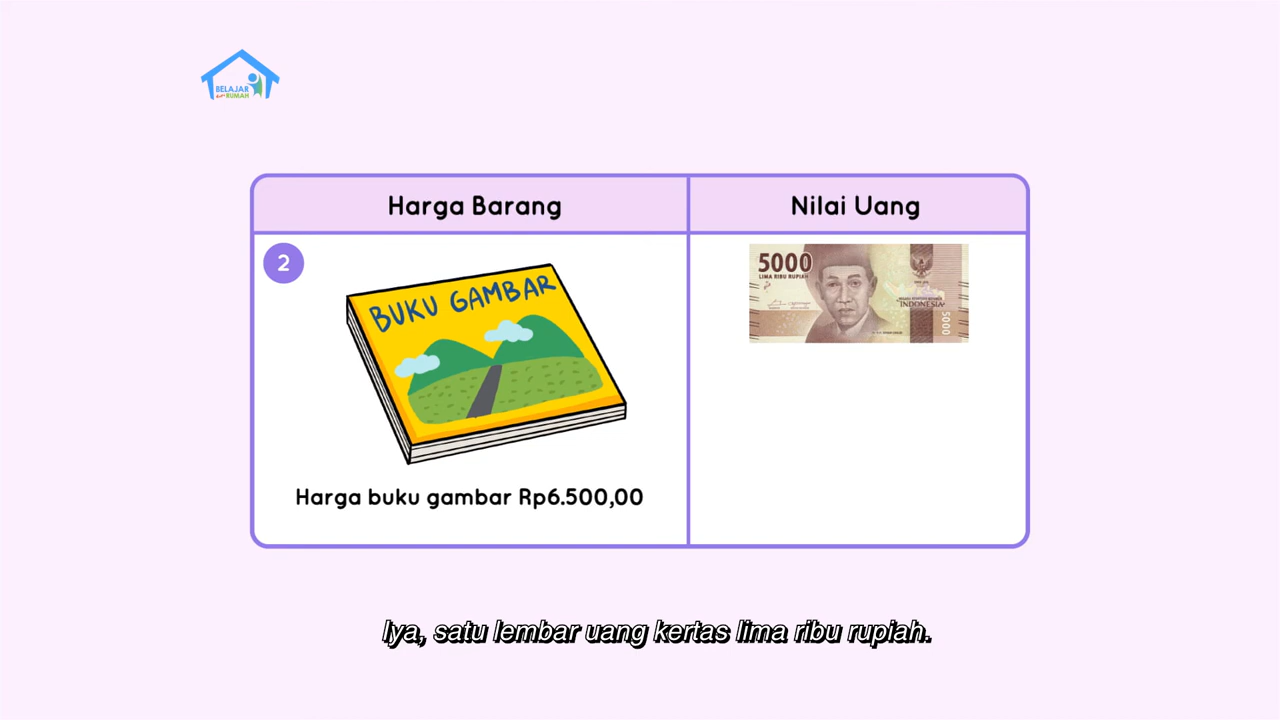 BELAJAR
dari RUMAH
Harga Barang
Nilai Uang
2
BUKU GAMBAR
Harga buku gambar Rp6.500,00
5000
LIMA RIBU RUPIAH
INDONESIA
5000
Iya, satu lembar uang kertas lima ribu rupiah.